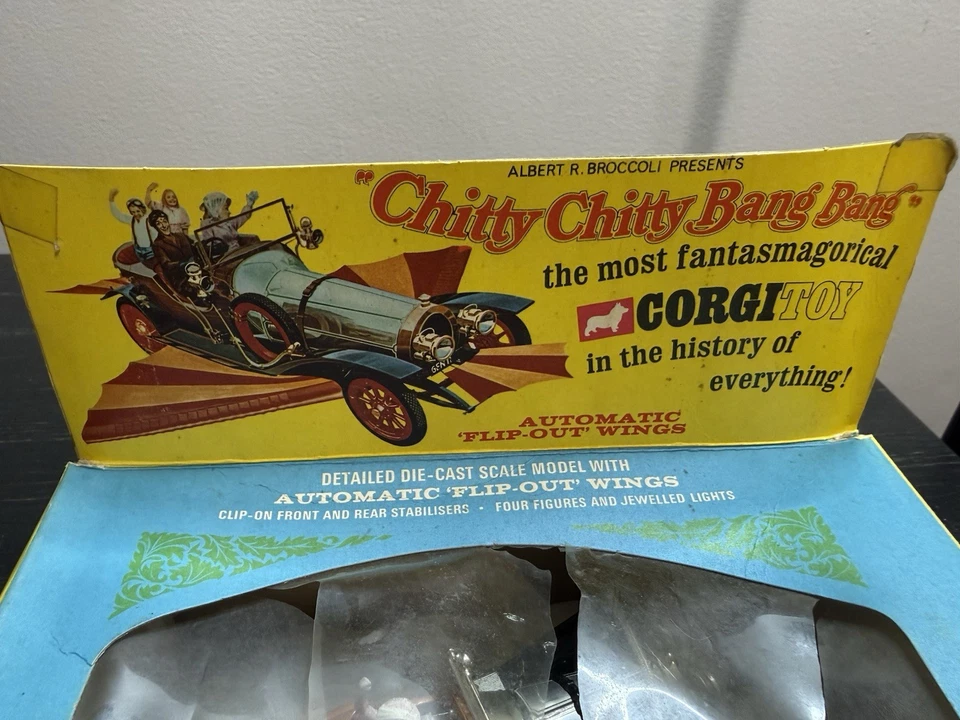 ALBERT R. BROCCOLI PRESENTS
"Chitty Chitty Bang Bang"
the most fantasmagorical
CORGI TOY
in the history of
everything!
GEN 11
AUTOMATIC
'FLIP-OUT' WINGS
DETAILED DIE-CAST SCALE MODEL WITH
AUTOMATIC 'FLIP-OUT' WINGS
CLIP-ON FRONT AND REAR STABILISERS • FOUR FIGURES AND JEWELLED LIGHTS